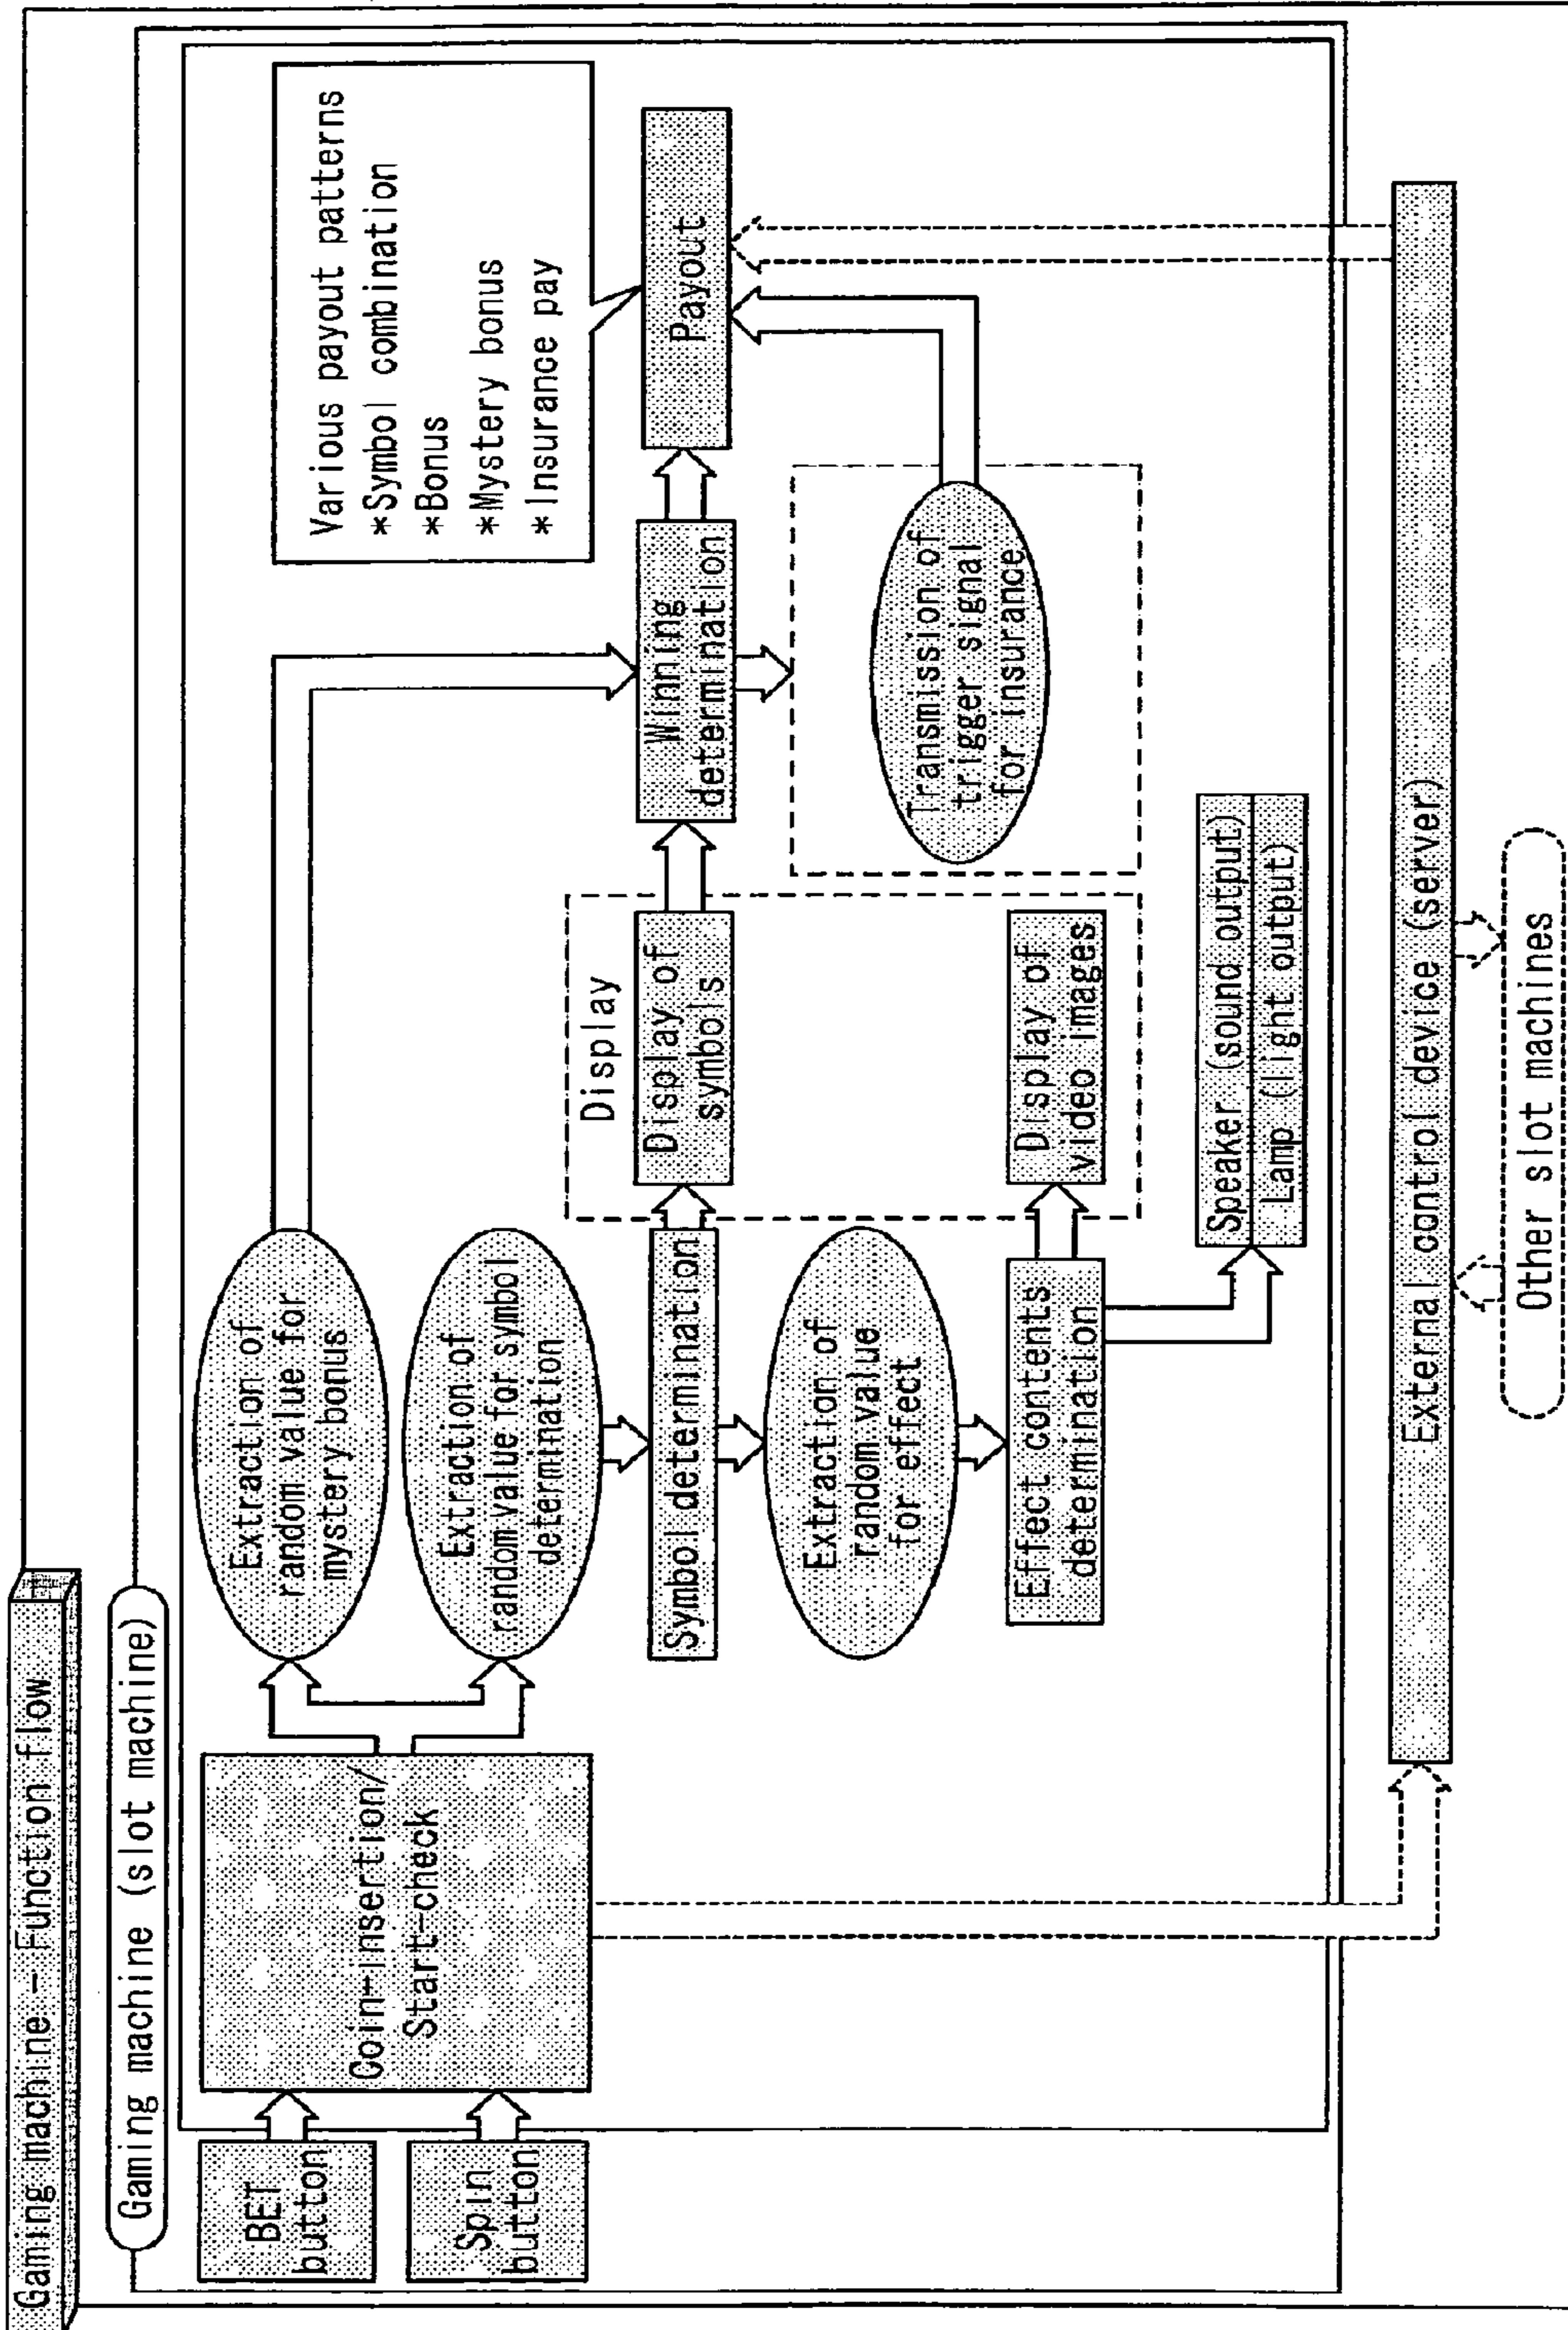 Gaming machine - Function flow
Gaming machine (slot machine)
BET
button
Spin
button
Coin-insertion/
Start-check
Extraction of
random value for
mystery bonus
Extraction of
random value for symbol
determination
Symbol determination
Extraction of
random value
for effect
Effect contents
determination
Display
Display of
symbols
Display of
video images
Speaker (sound output)
Lamp (light output)
Winning
determination
Transmission of
trigger signal
for insurance
Various payout patterns
*Symbol combination
*Bonus
*Mystery bonus
*Insurance pay
Payout
External control device (server)
Other slot machines